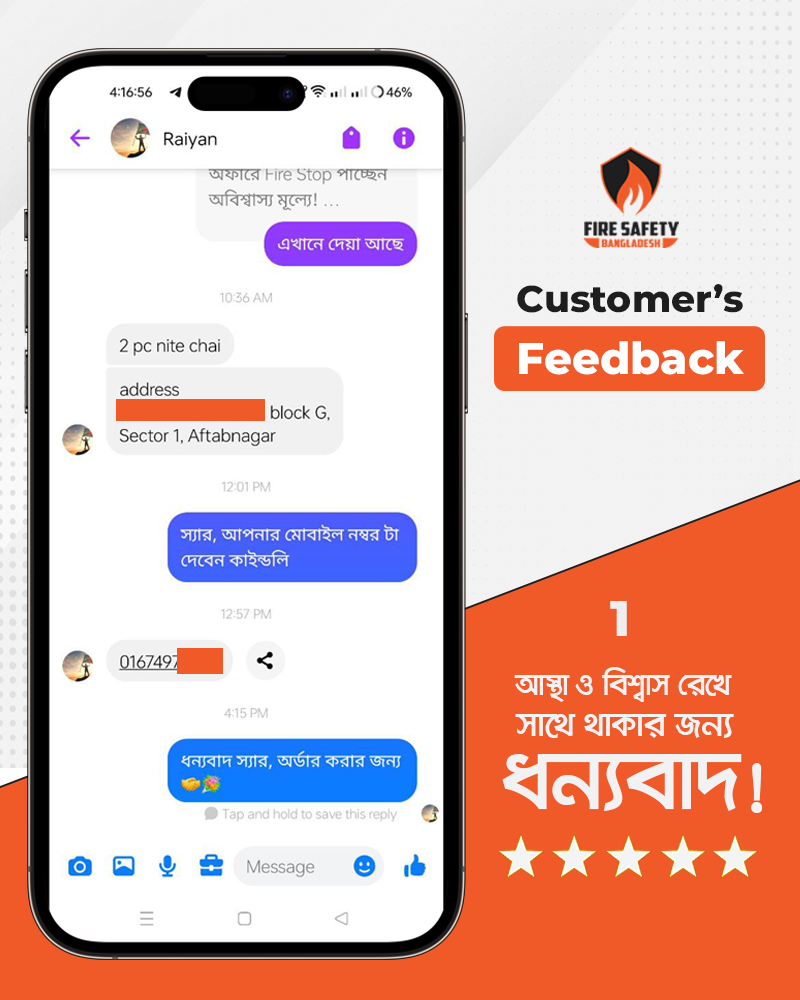 4:16:56
46%
Raiyan
অফারে Fire Stop পাচ্ছেন
অবিশ্বাস্য মূল্যে! ...
এখানে দেয়া আছে
10:36 AM
2 pc nite chai
address
block G,
Sector 1, Aftabnagar
12:01 PM
স্যার, আপনার মোবাইল নম্বর টা
দেবেন কাইন্ডলি
12:57 PM
0167497
4:15 PM
ধন্যবাদ স্যার, অর্ডার করার জন্য
Tap and hold to save this reply
Message
FIRE SAFETY
BANGLADESH
Customer's
Feedback
1
আস্থা ও বিশ্বাস রেখে
সাথে থাকার জন্য
ধন্যবাদ!